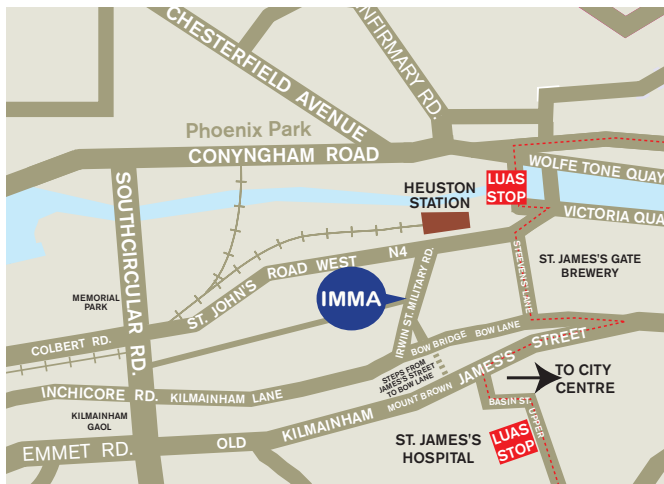 CHESTERFIELD AVENUE
INFIRMARY RD.
Phoenix Park
CONYNGHAM ROAD
WOLFE TONE QUAY
LUAS
STOP
HEUSTON
STATION
VICTORIA QUA
SOUTHCIRCULAR RD.
ST. JOHN'S ROAD WEST N4
STEEVENS' LANE
ST. JAMES'S GATE
BREWERY
IMMA
IRWIN ST. MILITARY RD.
MEMORIAL
PARK
COLBERT RD.
BOW BRIDGE BOW LANE
STEPS FROM
JAMES'S STREET
TO BOW LANE
JAMES'S STREET
TO CITY
CENTRE
INCHICORE RD. KILMAINHAM LANE
MOUNT BROWN
BASIN ST. UPPER
KILMAINHAM
GAOL
EMMET RD.
OLD KILMAINHAM
ST. JAMES'S
HOSPITAL
LUAS
STOP